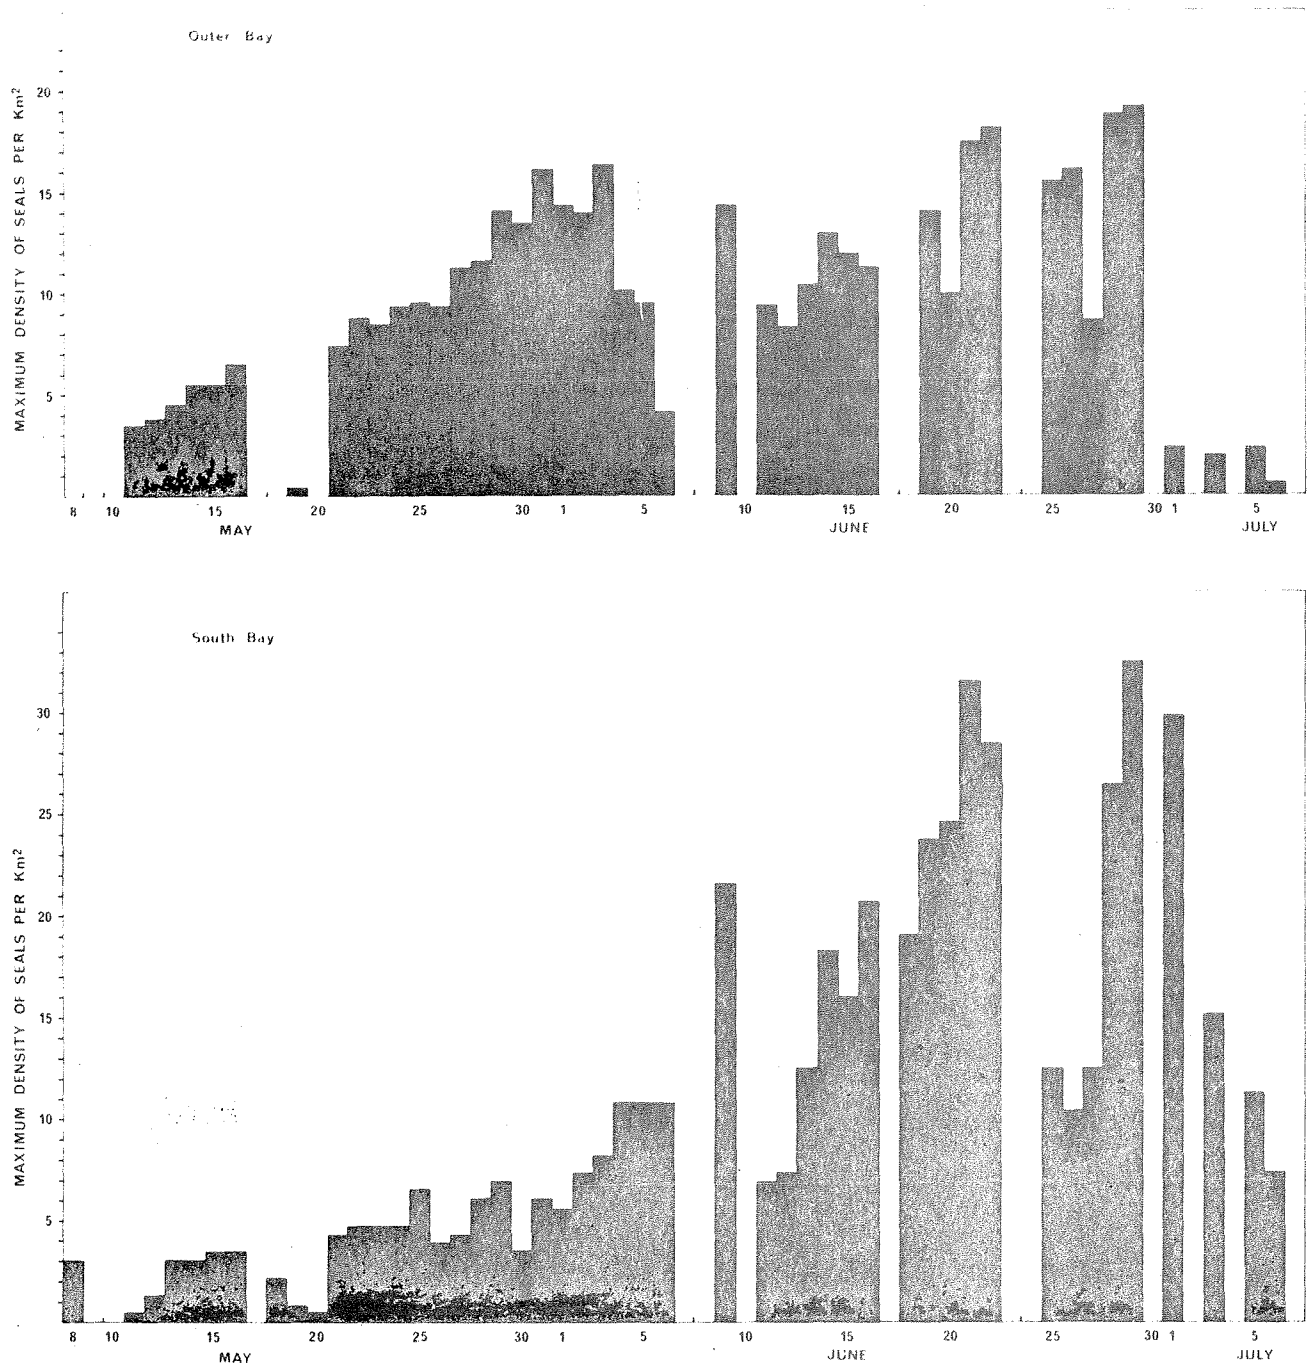 Outer Bay
MAXIMUM DENSITY OF SEALS PER Km²
20
15
10
5
8 10 15 20 25 30 1 5 10 15 20 25 30 1 5
MAY JUNE JULY
South Bay
MAXIMUM DENSITY OF SEALS PER Km²
30
25
20
15
10
5
8 10 15 20 25 30 1 5 10 15 20 25 30 1 5
MAY JUNE JULY